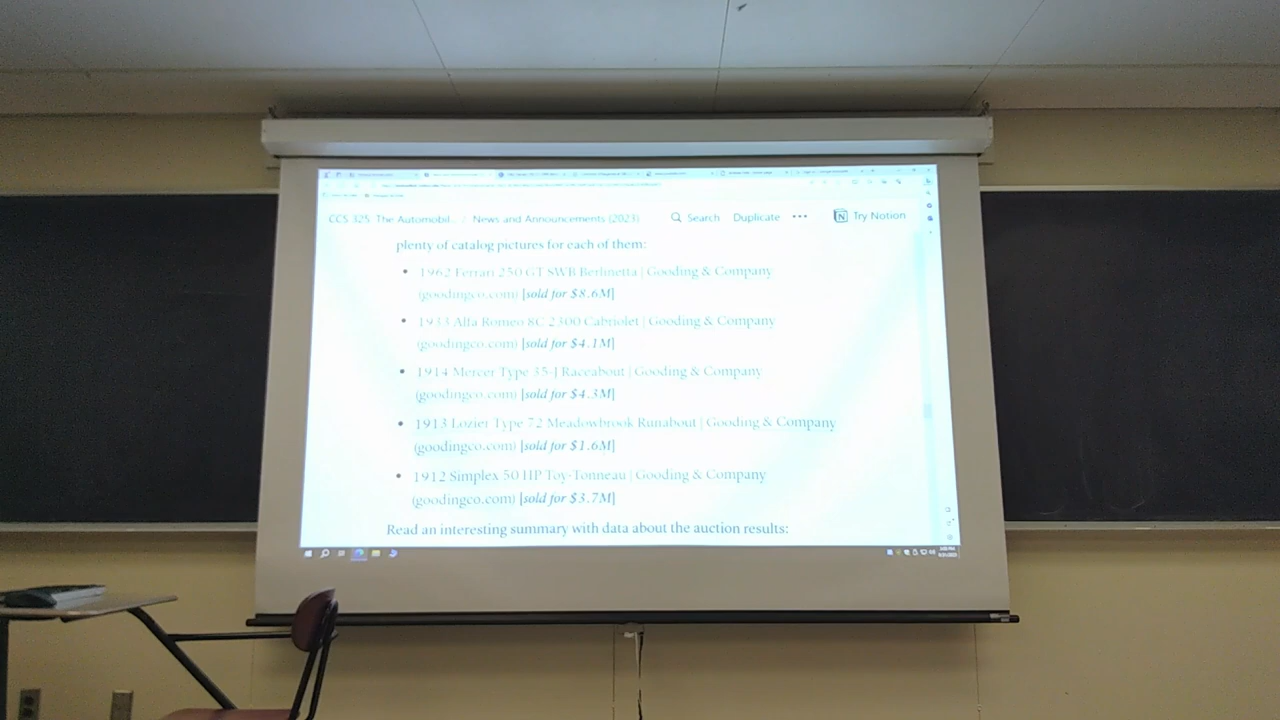 CCS 325 The Automobil... / News and Announcements (2023) Search Duplicate ••• Try Notion
plenty of catalog pictures for each of them:
• 1962 Ferrari 250 GT SWB Berlinetta | Gooding & Company
(goodingco.com) [sold for $8.6M]
• 1933 Alfa Romeo 8C 2300 Cabriolet | Gooding & Company
(goodingco.com) [sold for $4.1M]
• 1914 Mercer Type 35-J Raceabout | Gooding & Company
(goodingco.com) [sold for $4.3M]
• 1913 Lozier Type 72 Meadowbrook Runabout | Gooding & Company
(goodingco.com) [sold for $1.6M]
• 1912 Simplex 50 HP Toy-Tonneau | Gooding & Company
(goodingco.com) [sold for $3.7M]
Read an interesting summary with data about the auction results: